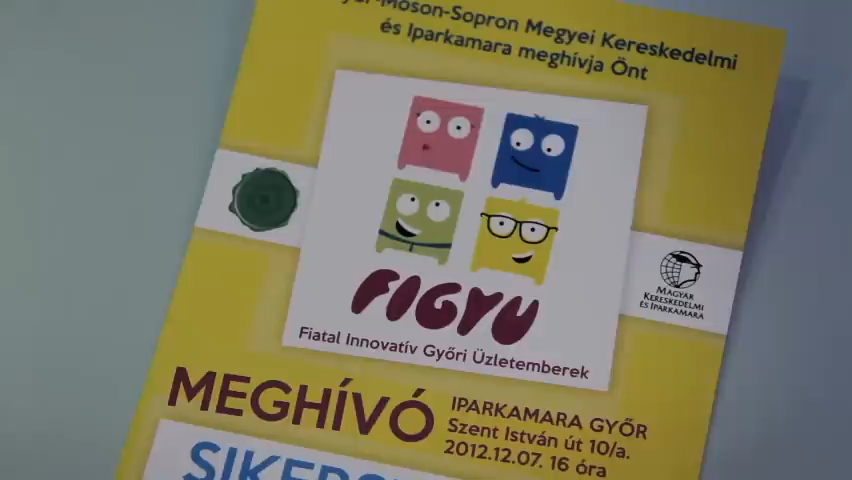 Moson-Sopron Megyei Kereskedelmi
és Iparkamara meghívja Önt
FIGYU
Fiatal Innovatív Győri Üzletemberek
MAGYAR
KERESKEDELMI
ÉS IPARKAMARA
MEGHÍVÓ
IPARKAMARA GYŐR
Szent István út 10/a.
2012.12.07. 16 óra